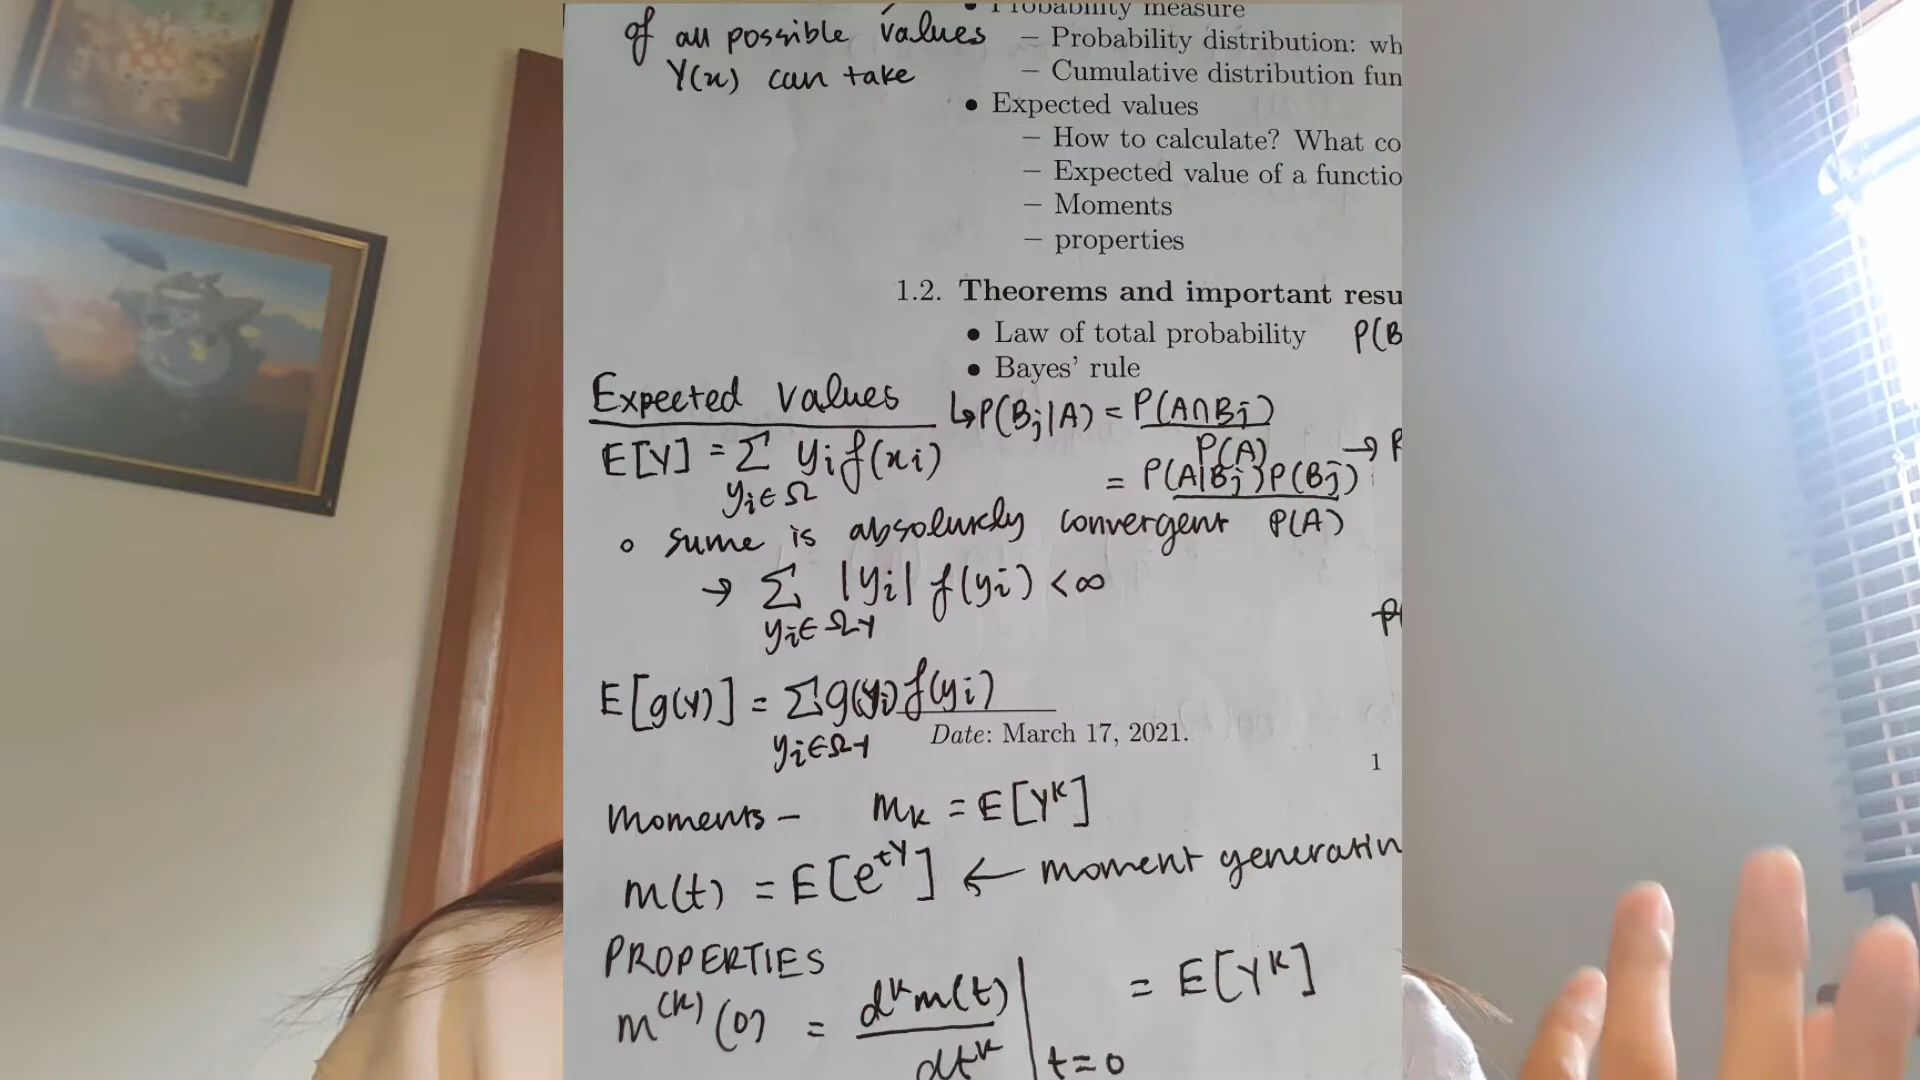 of all possible values
Y(x) can take
• Probability measure
– Probability distribution: wh
– Cumulative distribution fun
• Expected values
– How to calculate? What co
– Expected value of a functio
– Moments
– properties
1.2. Theorems and important resu
• Law of total probability P(B
• Bayes' rule
↳P(Bj|A) = P(A∩Bj)
P(A)
= P(A|Bj)P(Bj)
P(A)
Expected values
E[Y] = Σ yi f(xi)
yi ∈ Ω
∘ sume is absolutely convergent
→ Σ |yi| f(yi) < ∞
yi ∈ ΩY
E[g(Y)] = Σ g(yi) f(yi)
yi ∈ ΩY
Date: March 17, 2021.
1
Moments – mk = E[Y^k]
m(t) = E[e^tY] ← moment generatin
PROPERTIES
m^(k)(0) = d^k m(t) | = E[Y^k]
dt^k | t=0